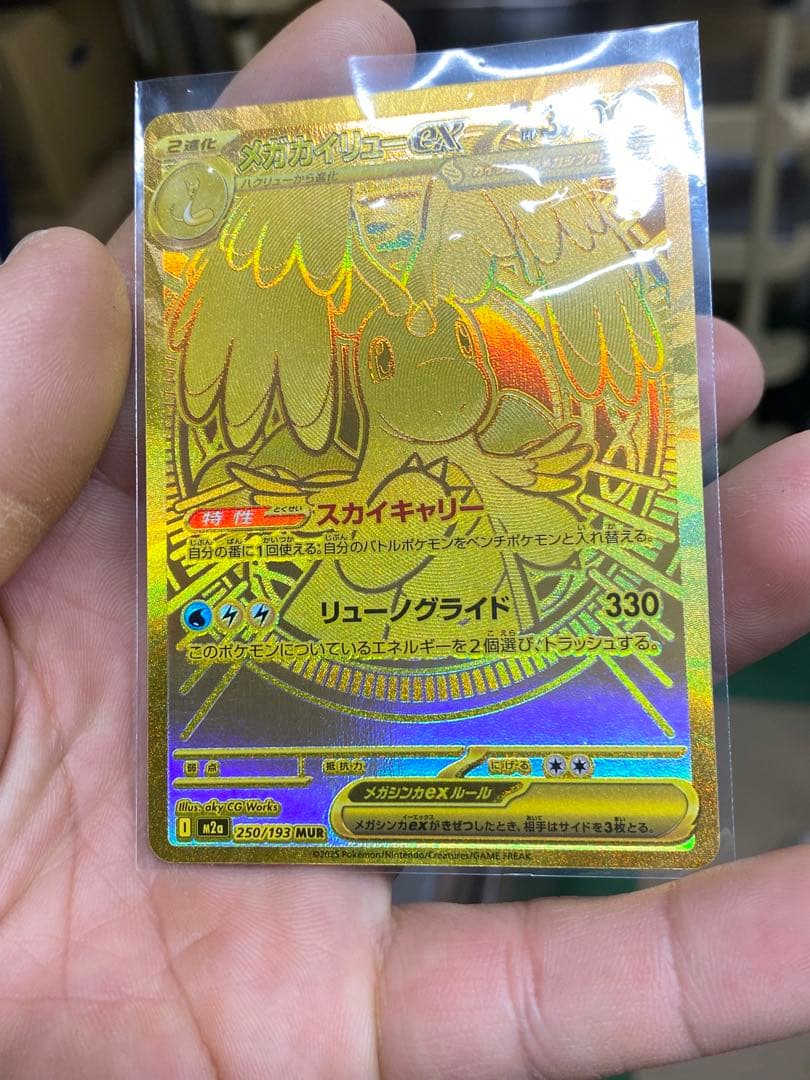 2進化
メガカイリューex
ハクリューから進化
特性
とくせい
スカイキャリー
自分の番に1回使える。自分のバトルポケモンをベンチポケモンと入れ替える。
リューノグライド 330
このポケモンについているエネルギーを2個選び、トラッシュする。
弱点 抵抗力 にげる
メガシンカexルール
メガシンカexがきぜつしたとき、相手はサイドを3枚とる。
Illus. aky CG Works
I M2a 250/193 MUR
©2025 Pokémon/Nintendo/Creatures/GAME FREAK